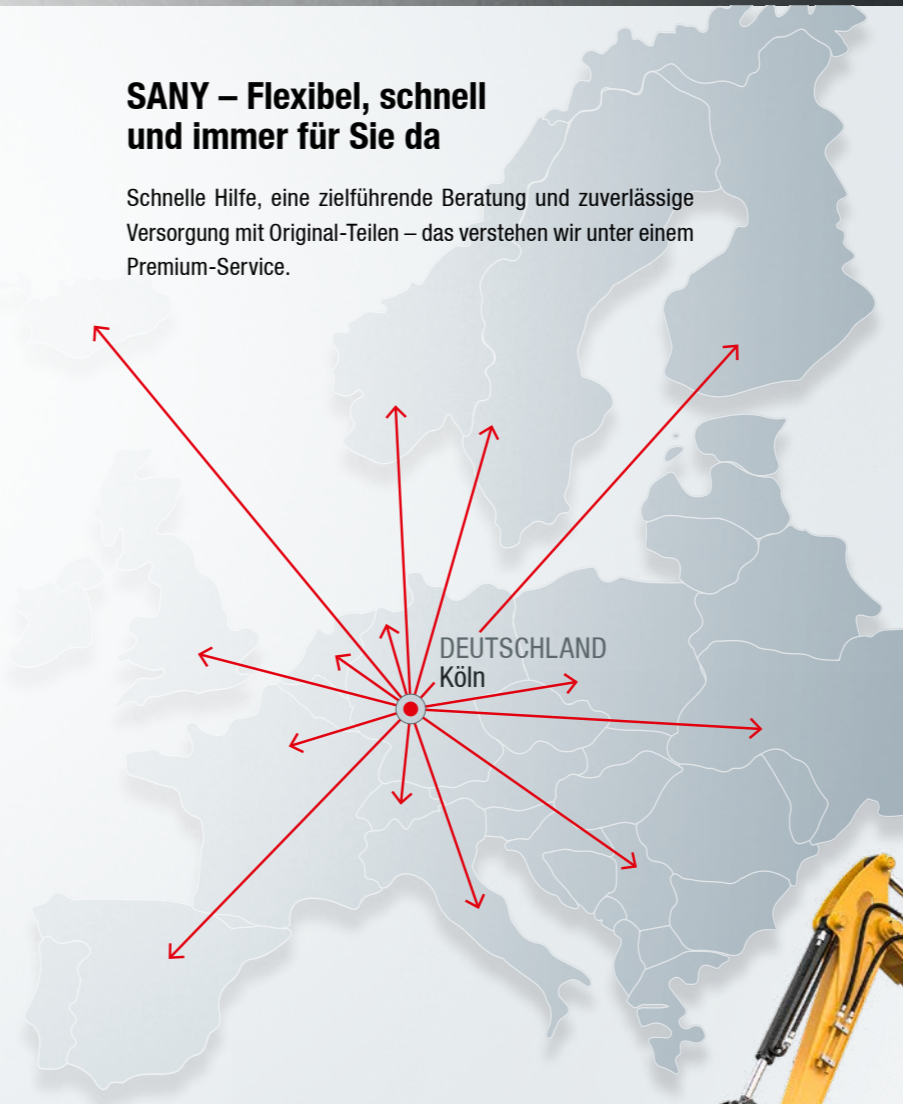 SANY – Flexibel, schnell
und immer für Sie da
Schnelle Hilfe, eine zielführende Beratung und zuverlässige
Versorgung mit Original-Teilen – das verstehen wir unter einem
Premium-Service.
DEUTSCHLAND
Köln